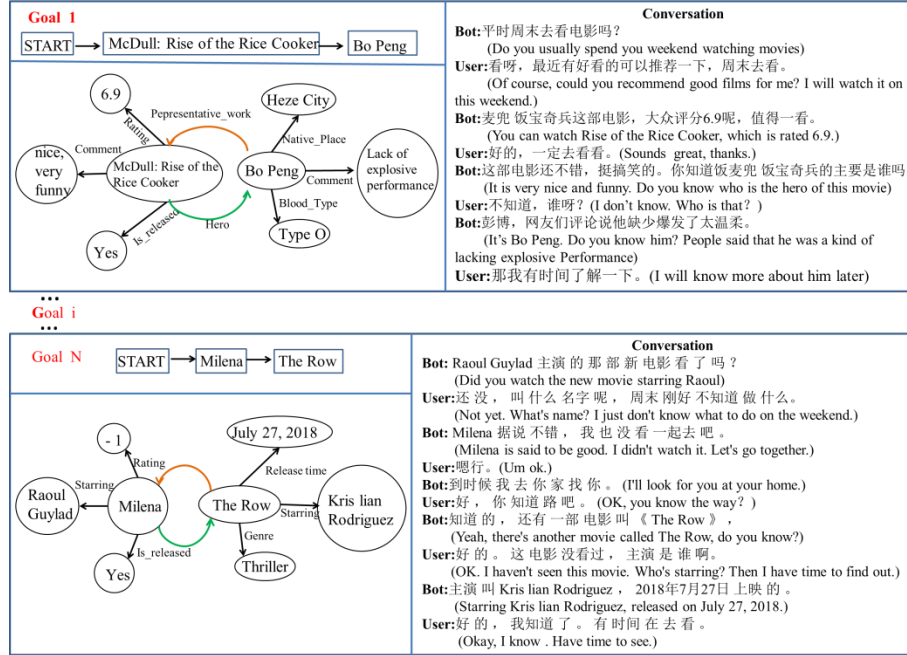 Goal 1
START
McDull: Rise of the Rice Cooker
Bo Peng
6.9
Rating
Pepresentative_work
Heze City
Native_Place
nice,
very
funny
Comment
McDull: Rise of the
Rice Cooker
Bo Peng
Comment
Lack of
explosive
performance
Is_released
Hero
Blood_Type
Yes
Type O
Conversation
Bot:平时周末去看电影吗?
(Do you usually spend you weekend watching movies)
User:看呀，最近有好看的可以推荐一下，周末去看。
(Of course, could you recommend good films for me? I will watch it on
this weekend.)
Bot:麦兜 饭宝奇兵这部电影，大众评分6.9呢，值得一看。
(You can watch Rise of the Rice Cooker, which is rated 6.9.)
User:好的，一定去看看。(Sounds great, thanks.)
Bot:这部电影还不错，挺搞笑的。你知道饭麦兜 饭宝奇兵的主要是谁吗
(It is very nice and funny. Do you know who is the hero of this movie)
User:不知道，谁呀？(I don't know. Who is that？)
Bot:彭博，网友们评论说他缺少爆发了太温柔。
(It's Bo Peng. Do you know him? People said that he was a kind of
lacking explosive Performance)
User:那我有时间了解一下。(I will know more about him later)
...
Goal i
...
Goal N
START
Milena
The Row
- 1
July 27, 2018
Rating
Release time
Starring
Raoul
Guylad
Milena
The Row
Starring
Kris lian
Rodriguez
Is_released
Genre
Yes
Thriller
Conversation
Bot: Raoul Guylad 主演 的 那 部 新 电影 看 了 吗 ？
(Did you watch the new movie starring Raoul)
User:还 没 ， 叫 什么 名字 呢 ， 周末 刚好 不知道 做 什么。
(Not yet. What's name? I just don't know what to do on the weekend.)
Bot: Milena 据说 不错 ， 我 也 没 看 一起 去 吧 。
(Milena is said to be good. I didn't watch it. Let's go together.)
User:嗯行。(Um ok.)
Bot:到时候 我 去 你 家 找 你 。 (I'll look for you at your home.)
User:好 ， 你 知道 路 吧 。 (OK, you know the way？)
Bot:知道 的 ， 还有 一部 电影 叫 《 The Row 》 ，
(Yeah, there's another movie called The Row, do you know?)
User:好 的 。 这 电影 没看 过 ， 主演 是 谁 啊。
(OK. I haven't seen this movie. Who's starring? Then I have time to find out.)
Bot:主演 叫 Kris lian Rodriguez ， 2018年7月27日 上映 的 。
(Starring Kris lian Rodriguez, released on July 27, 2018.)
User:好 的 ， 我知道 了 。 有 时间 在 去 看 。
(Okay, I know . Have time to see.)